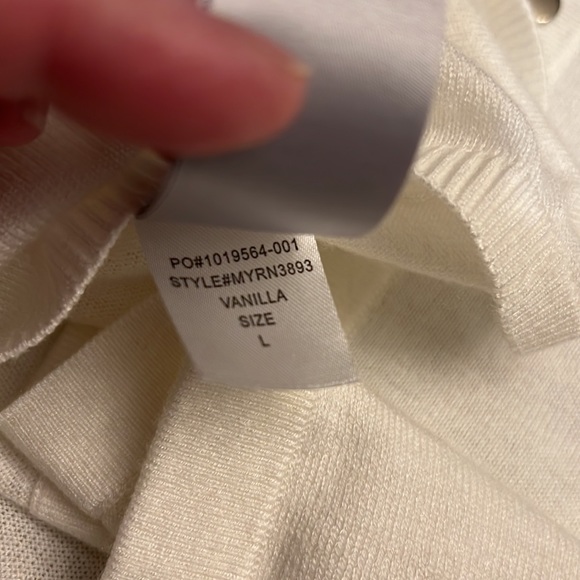 PO#1019564-001
STYLE#MYRN3893
VANILLA
SIZE
L